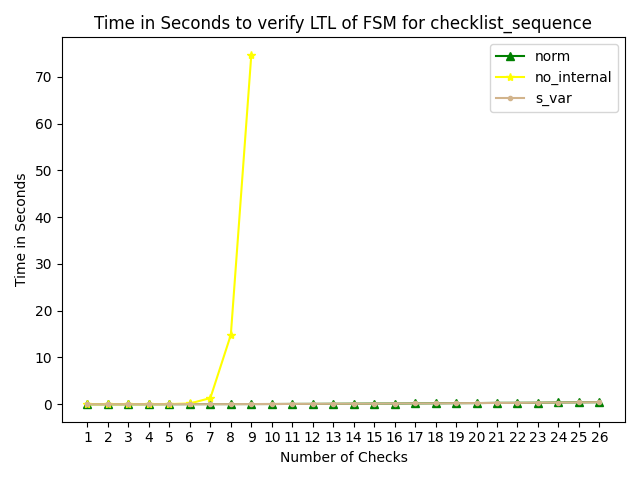 Time in Seconds to verify LTL of FSM for checklist_sequence
norm
no_internal
s_var
Time in Seconds
70
60
50
40
30
20
10
0
1 2 3 4 5 6 7 8 9 10 11 12 13 14 15 16 17 18 19 20 21 22 23 24 25 26
Number of Checks